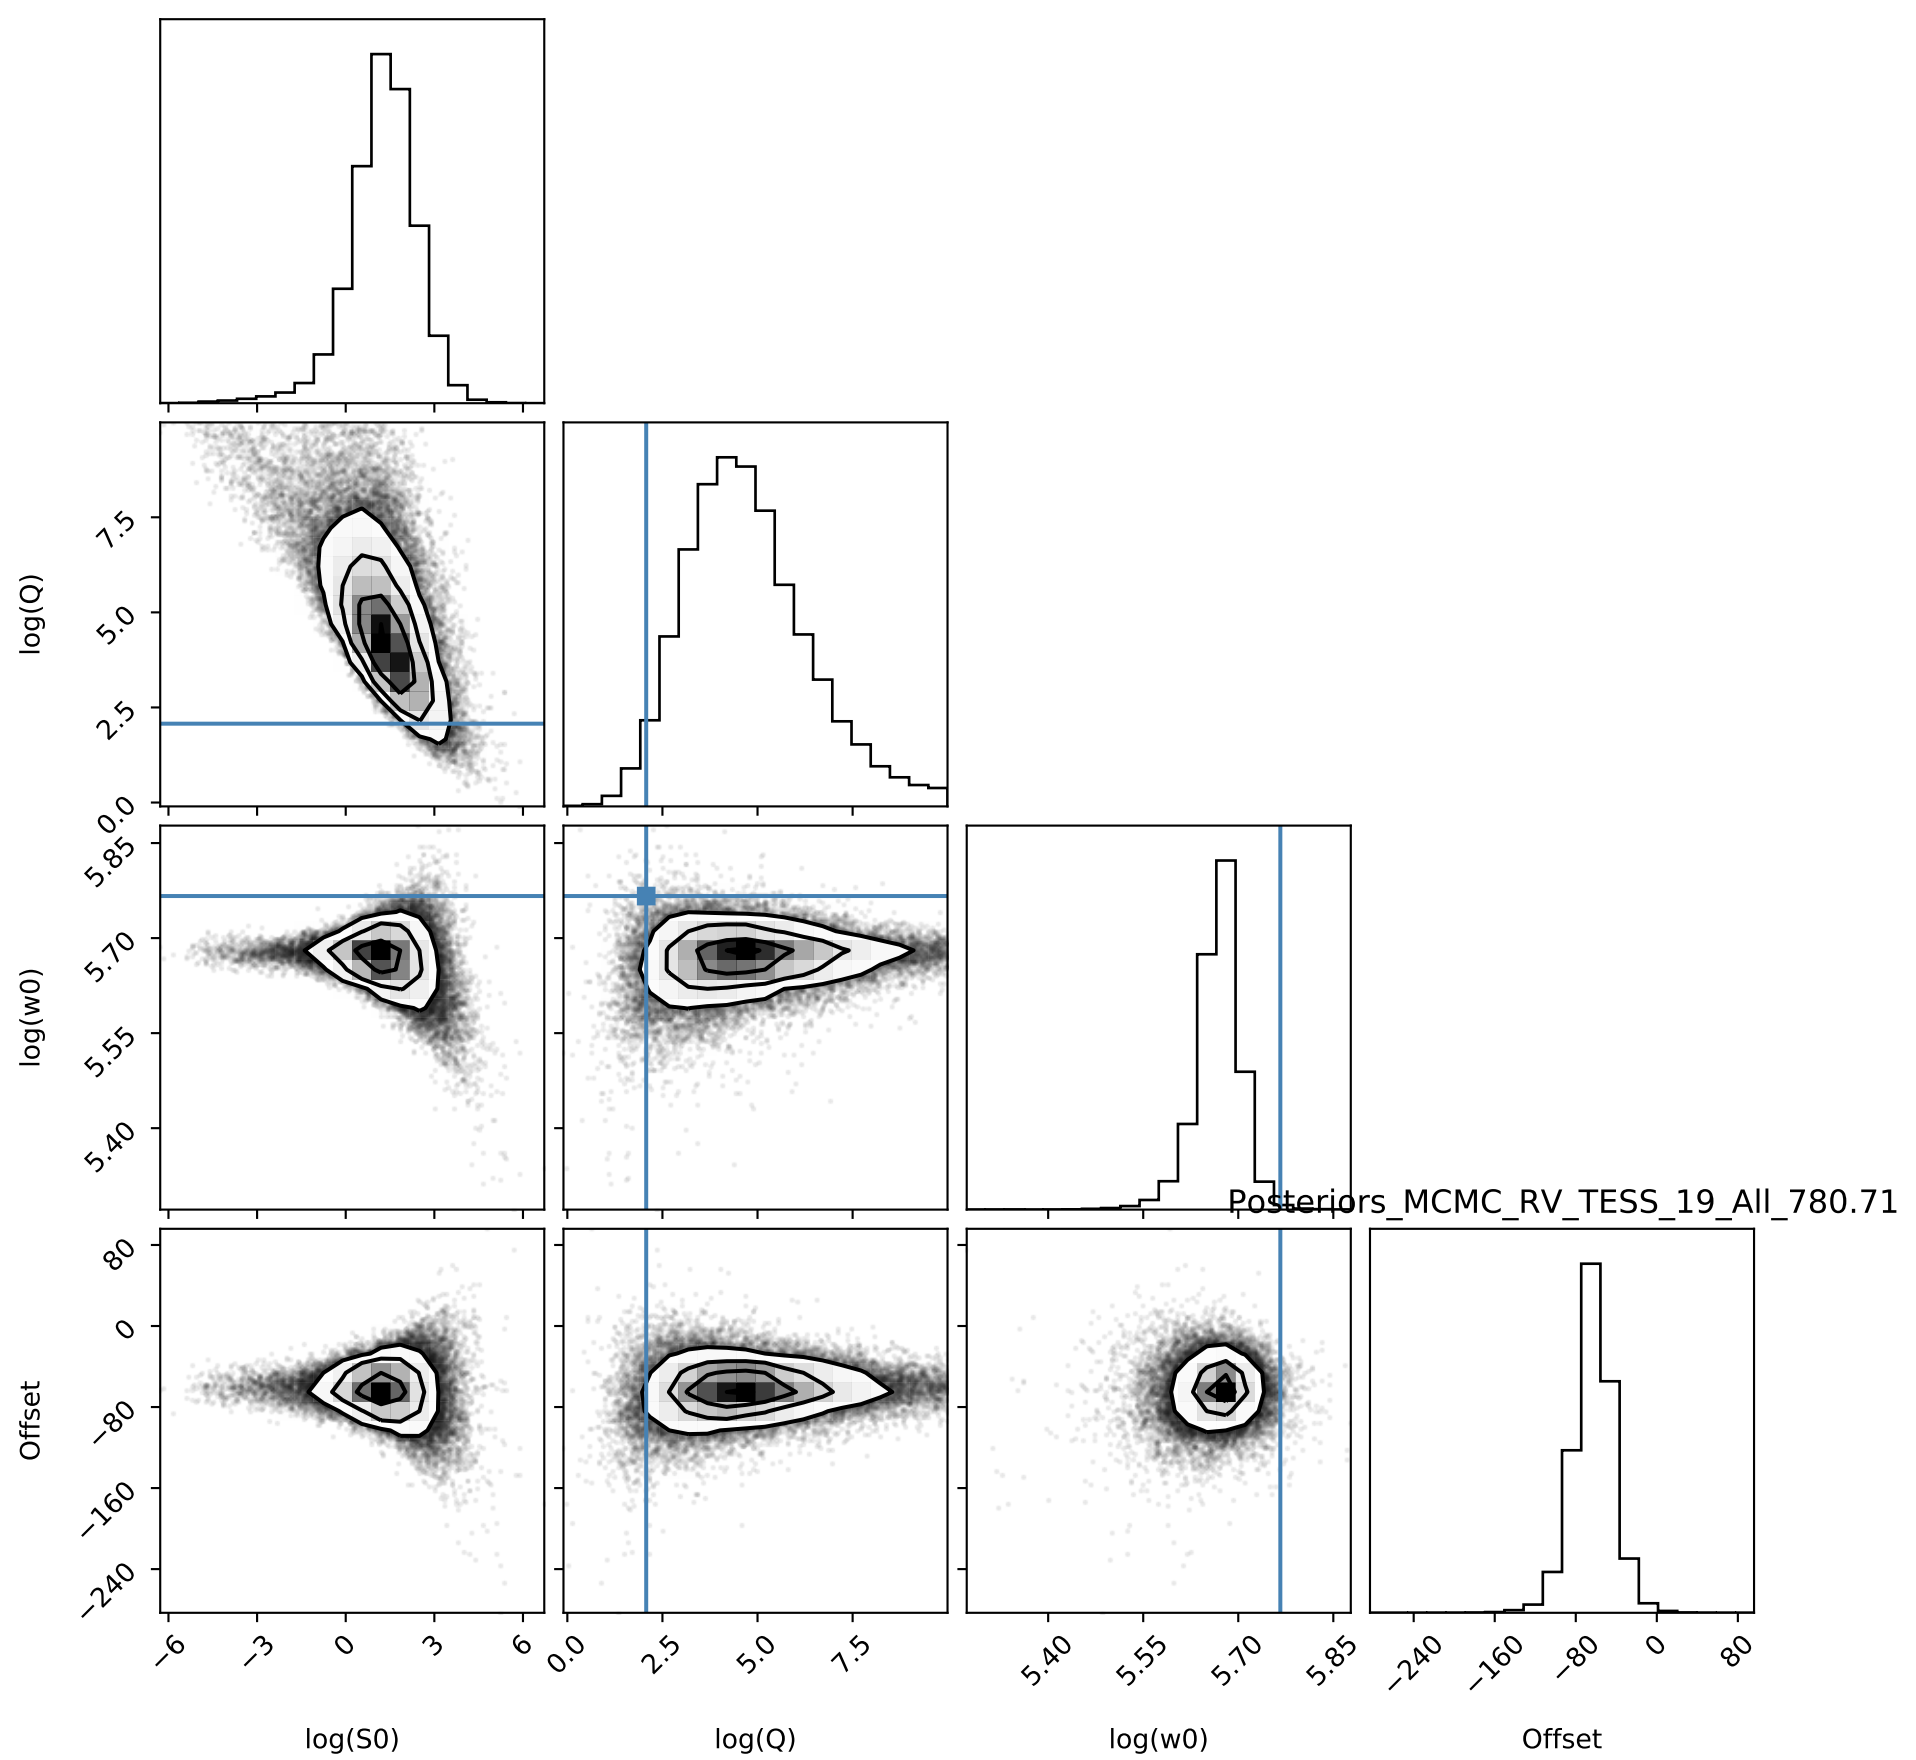 log(Q)
7.5
5.0
2.5
0.0
log(w0)
5.85
5.70
5.55
5.40
Posteriors_MCMC_RV_TESS_19_All_780.71
Offset
80
0
−80
−160
−240
−6 −3 0 3 6 0.0 2.5 5.0 7.5 5.40 5.55 5.70 5.85 −240 −160 −80 0 80
log(S0) log(Q) log(w0) Offset